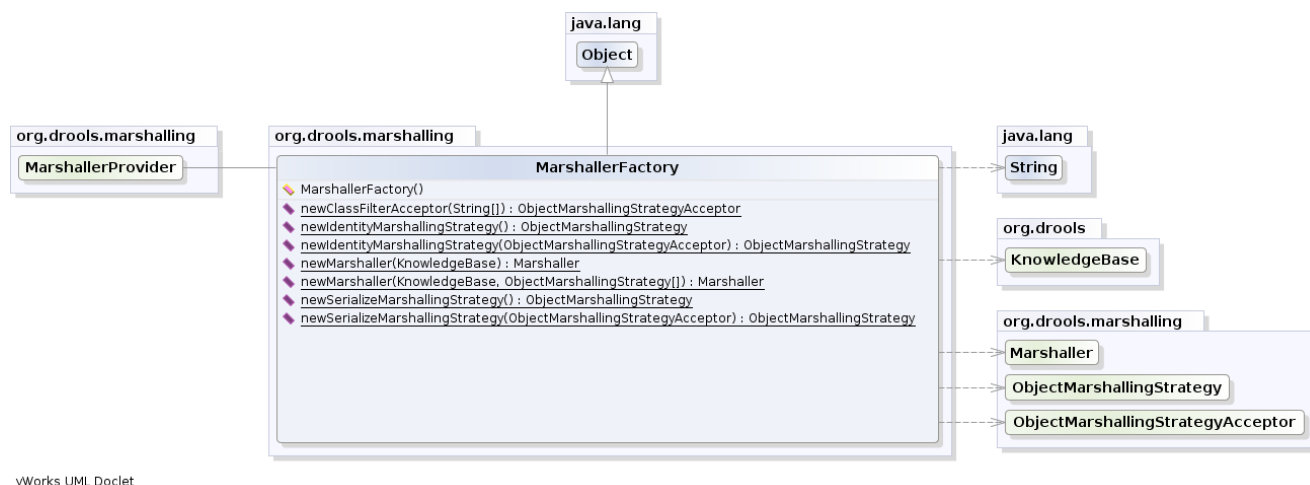 java.lang
Object
org.drools.marshalling
MarshallerProvider
org.drools.marshalling
MarshallerFactory
MarshallerFactory()
newClassFilterAcceptor(String[]) : ObjectMarshallingStrategyAcceptor
newIdentityMarshallingStrategy() : ObjectMarshallingStrategy
newIdentityMarshallingStrategy(ObjectMarshallingStrategyAcceptor) : ObjectMarshallingStrategy
newMarshaller(KnowledgeBase) : Marshaller
newMarshaller(KnowledgeBase, ObjectMarshallingStrategy[]) : Marshaller
newSerializeMarshallingStrategy() : ObjectMarshallingStrategy
newSerializeMarshallingStrategy(ObjectMarshallingStrategyAcceptor) : ObjectMarshallingStrategy
java.lang
String
org.drools
KnowledgeBase
org.drools.marshalling
Marshaller
ObjectMarshallingStrategy
ObjectMarshallingStrategyAcceptor
yWorks UML Doclet